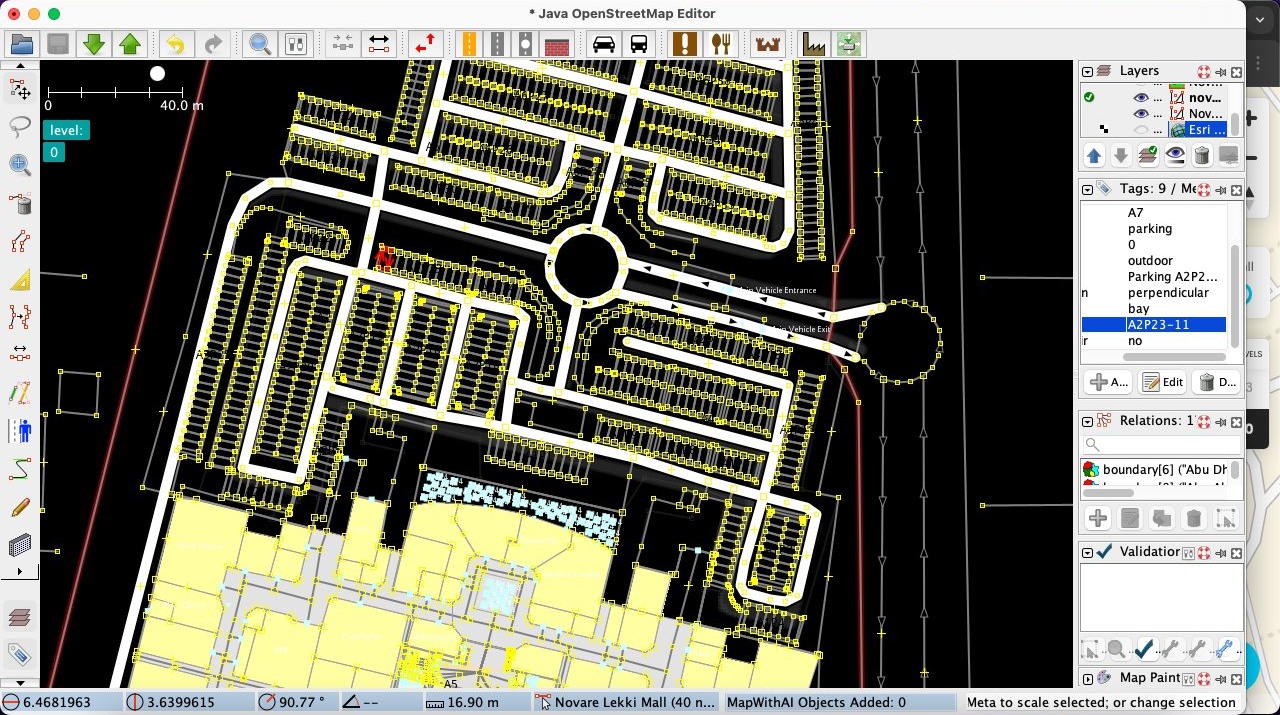 * Java OpenStreetMap Editor
0
40.0 m
level:
0
N
Main Vehicle Entrance
Main Vehicle Exit
A5
Layers
nov...
Nov...
Esri ...
Tags: 9 / Me
A7
parking
0
outdoor
Parking A2P2...
n
perpendicular
bay
A2P23-11
r
no
A...
Edit
D...
Relations: 1
boundary[6] ("Abu Dh
Validation
Map Paint
6.4681963
3.6399615
90.77 °
--
16.90 m
Novare Lekki Mall (40 n...
MapWithAI Objects Added: 0
Meta to scale selected; or change selection